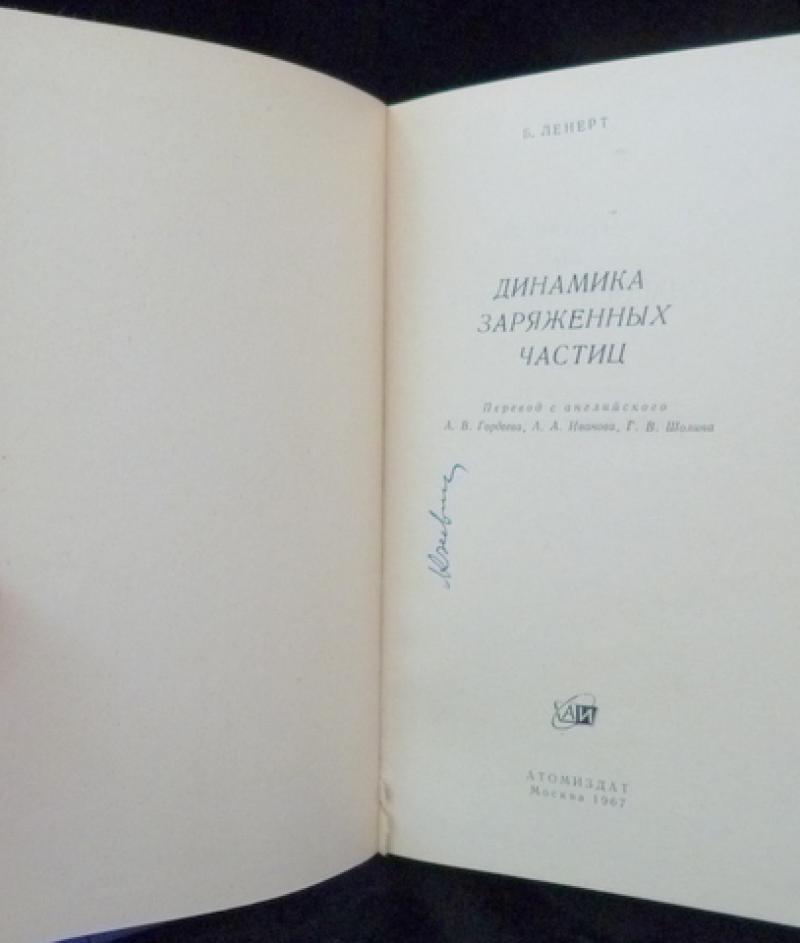 Б. ЛЕНЕРТ
ДИНАМИКА
ЗАРЯЖЕННЫХ
ЧАСТИЦ
Перевод с английского
А. В. Гордеева, А. А. Иванова, Г. В. Шолина
АИ
АТОМИЗДАТ
Москва 1967